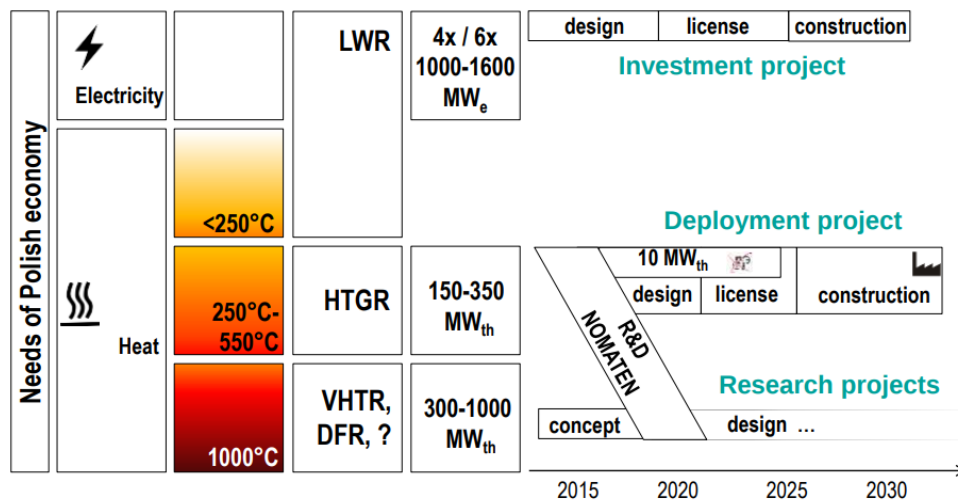 Needs of Polish economy
Electricity
Heat
<250°C
250°C-
550°C
1000°C
LWR
HTGR
VHTR,
DFR, ?
4x / 6x
1000-1600
MWe
150-350
MWth
300-1000
MWth
design license construction
Investment project
Deployment project
10 MWth
design license construction
R&D
NOMATEN
Research projects
concept design ...
2015 2020 2025 2030